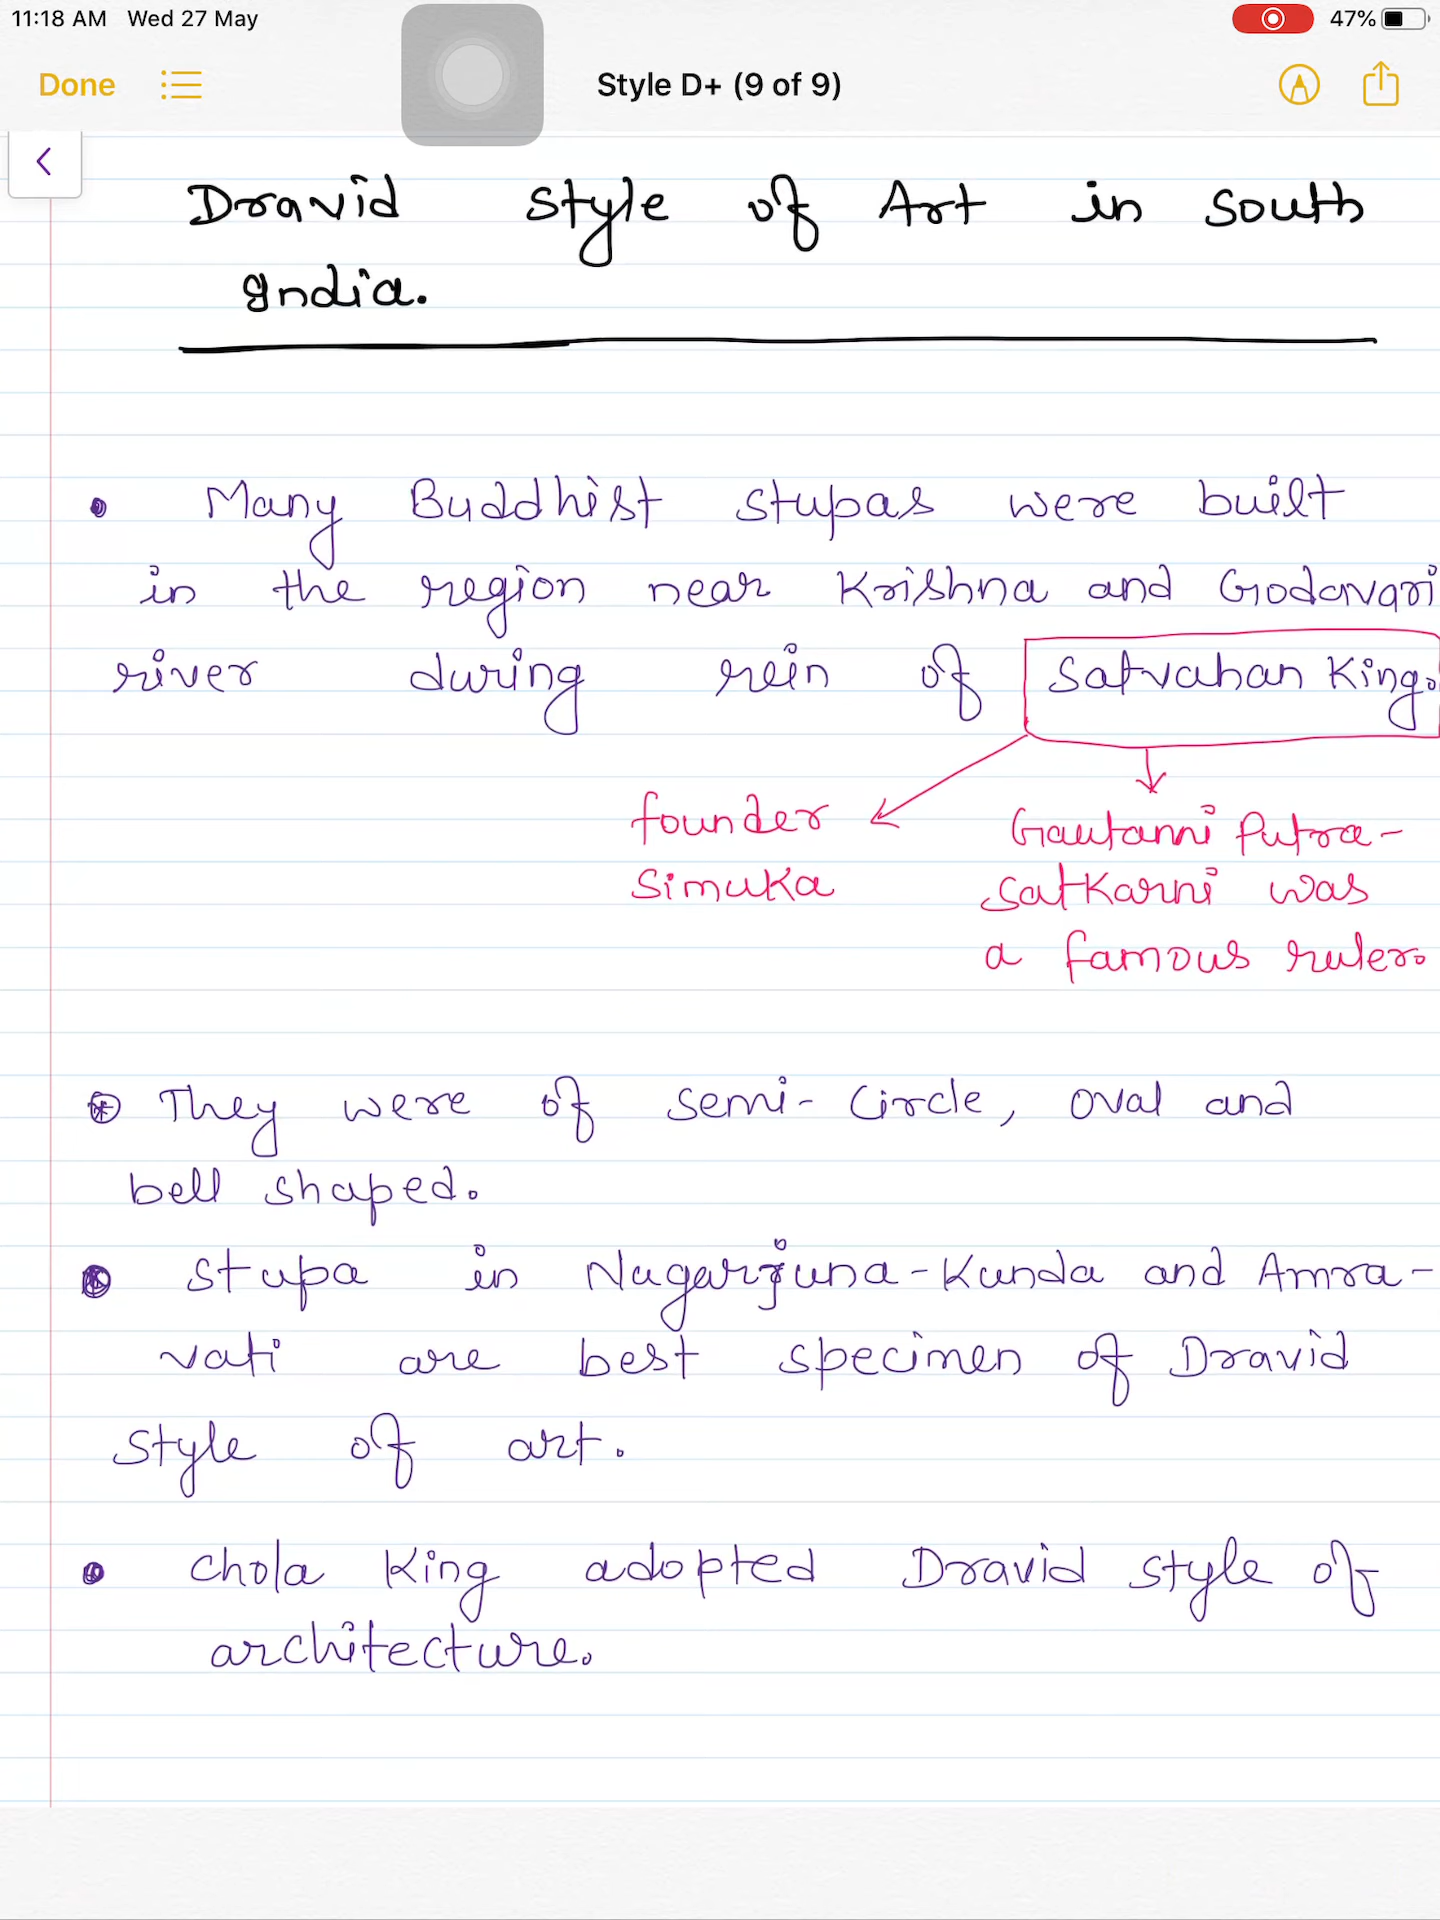 11:18 AM Wed 27 May
47%
Done
Style D+ (9 of 9)
Dravid style of Art in south
India.
• Many Buddhist stupas were built
in the region near Krishna and Godavari
river during rein of Satvahan King.
founder
Simuka
Gautami Putra-
Satkarni was
a famous ruler.
• They were of semi-circle, oval and
bell shaped.
• Stupa in Nagarjuna-Kunda and Amra-
vati are best specimen of Dravid
style of art.
• Chola King adopted Dravid style of
architecture.